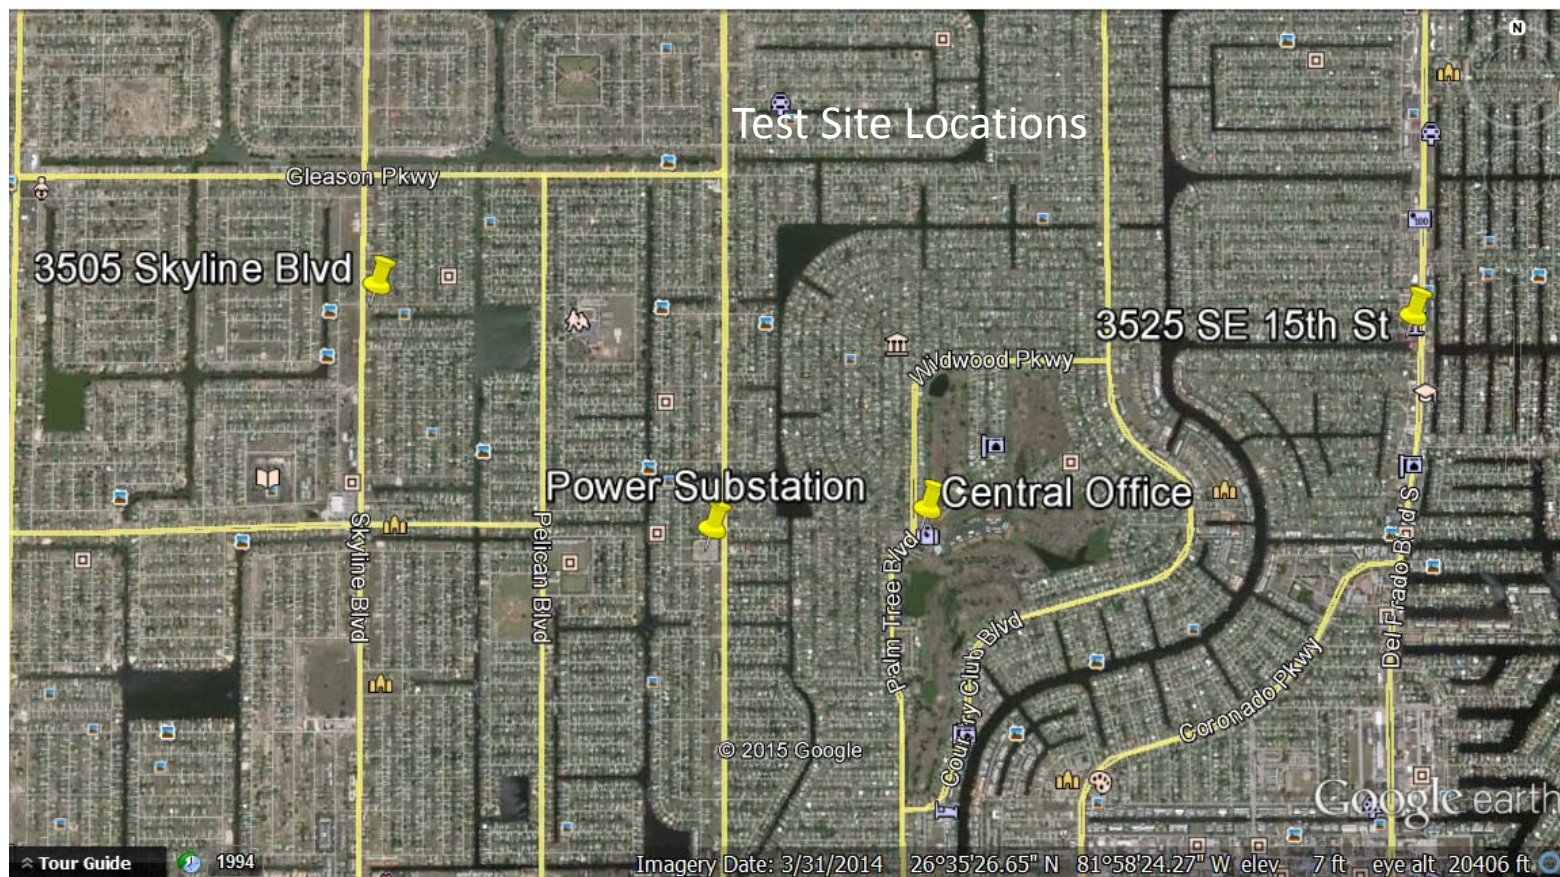 N
Test Site Locations
Gleason Pkwy
3505 Skyline Blvd
100
3525 SE 15th St
Wildwood Pkwy
Power Substation
Central Office
Skyline Blvd
Pelican Blvd
Palm Tree Blvd
Country Club Blvd
Del Prado Blvd S
Coronado Pkwy
© 2015 Google
Google earth
Tour Guide
1994
Imagery Date: 3/31/2014 26°35'26.65" N 81°58'24.27" W elev 7 ft eye alt 20406 ft